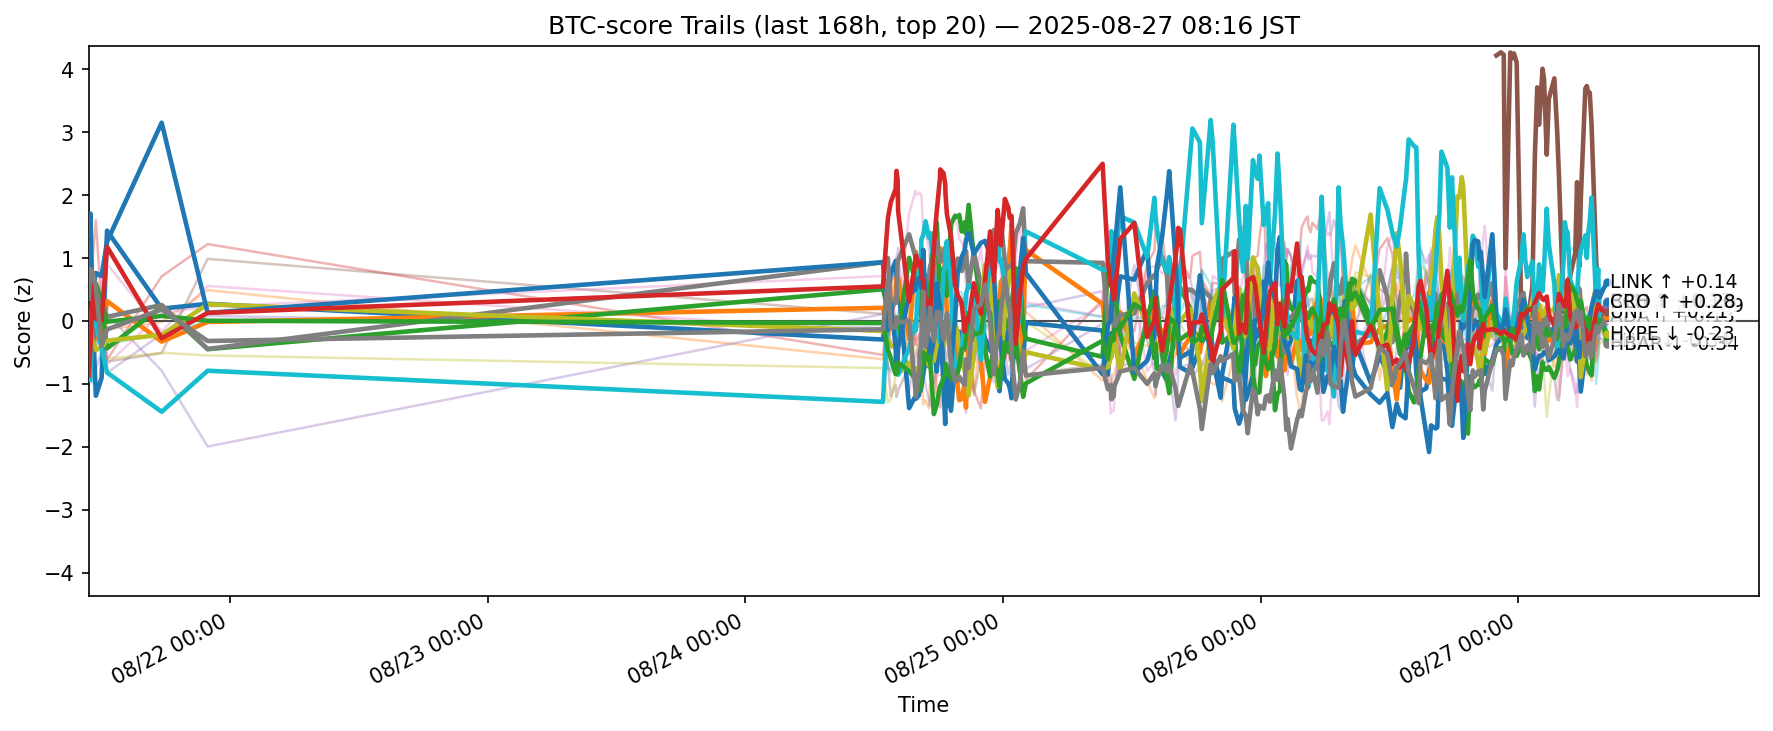 BTC-score Trails (last 168h, top 20) — 2025-08-27 08:16 JST
Score (z)
4
3
2
1
0
−1
−2
−3
−4
LINK ↑ +0.14
CRO ↑ +0.28
HYPE ↓ -0.23
HBAR ↓ -0.34
08/22 00:00
08/23 00:00
08/24 00:00
08/25 00:00
08/26 00:00
08/27 00:00
Time